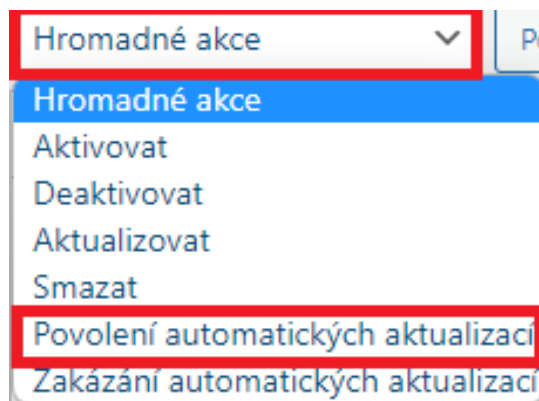 Hromadné akce
Hromadné akce
Aktivovat
Deaktivovat
Aktualizovat
Smazat
Povolení automatických aktualizací
Zakázání automatických aktualizací